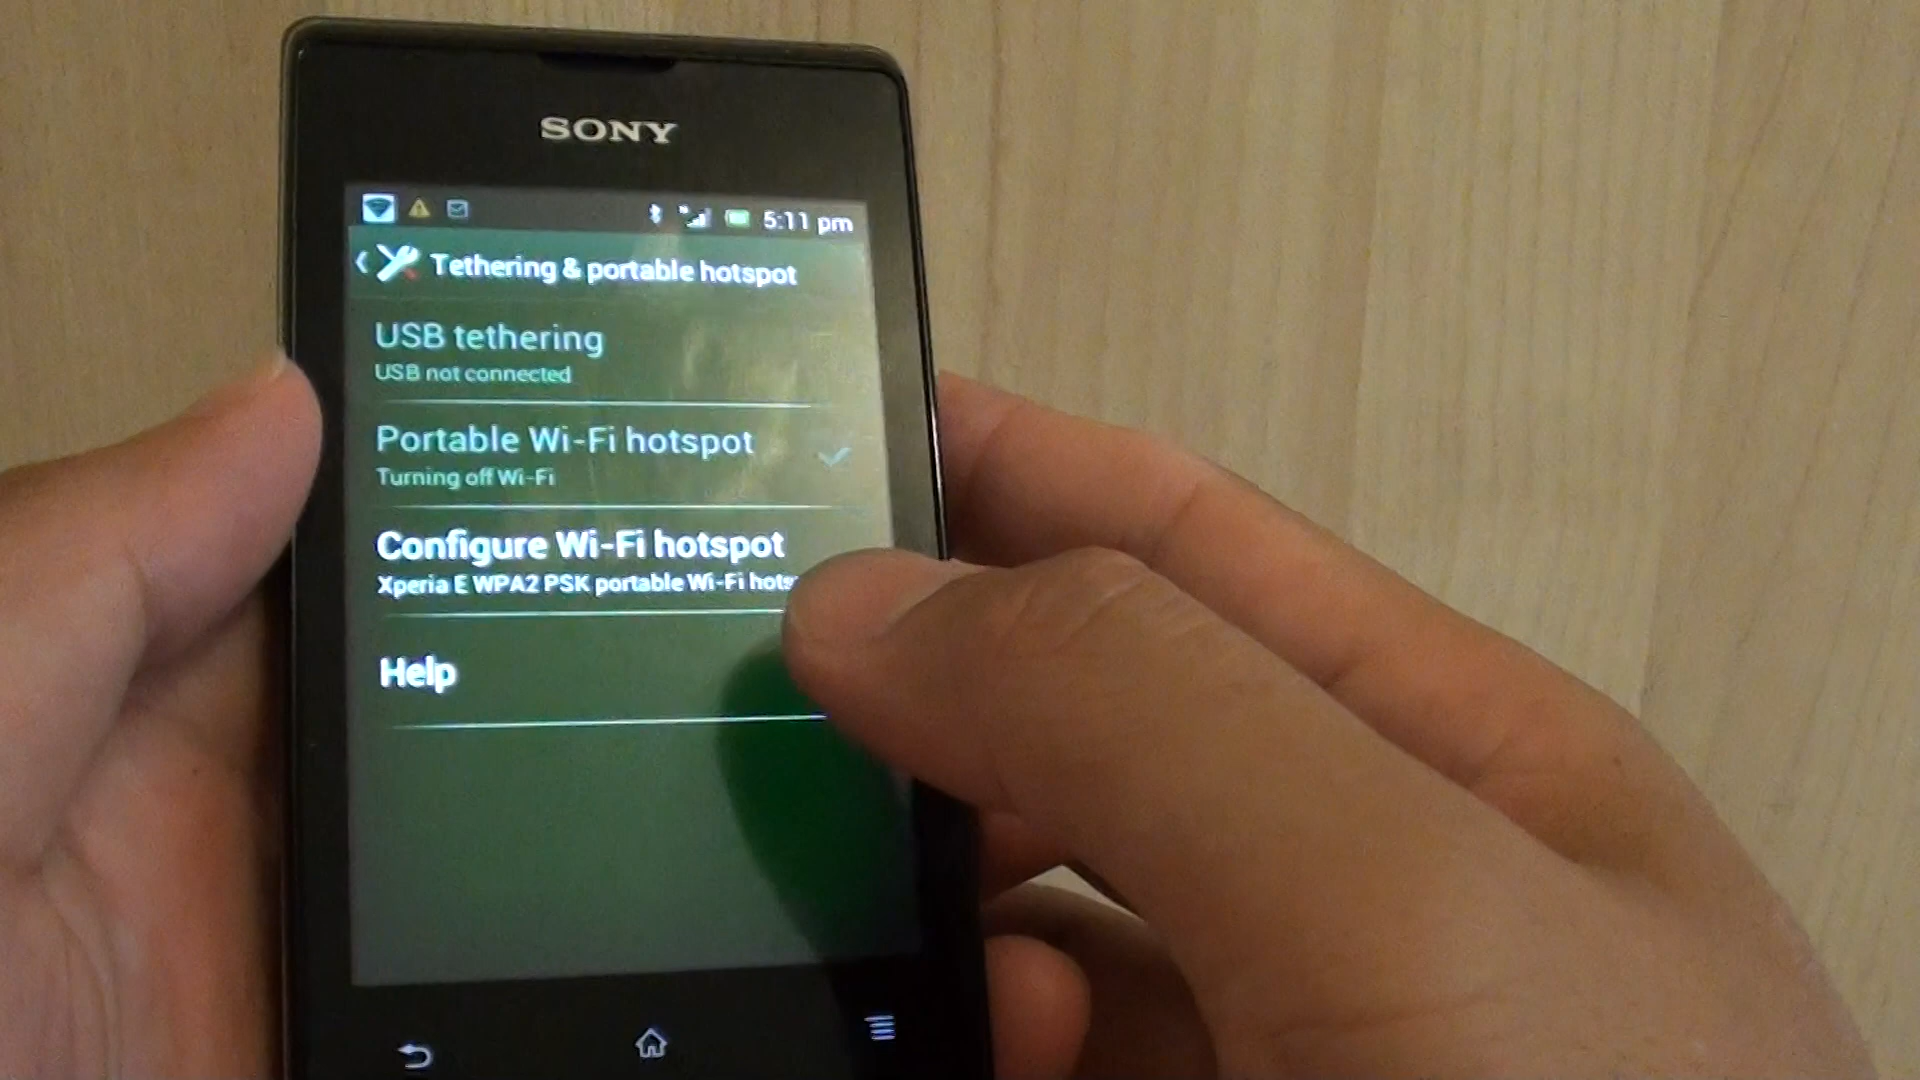 SONY
5:11 pm
Tethering & portable hotspot
USB tethering
USB not connected
Portable Wi-Fi hotspot
Turning off Wi-Fi
Configure Wi-Fi hotspot
Xperia E WPA2 PSK portable Wi-Fi hots
Help